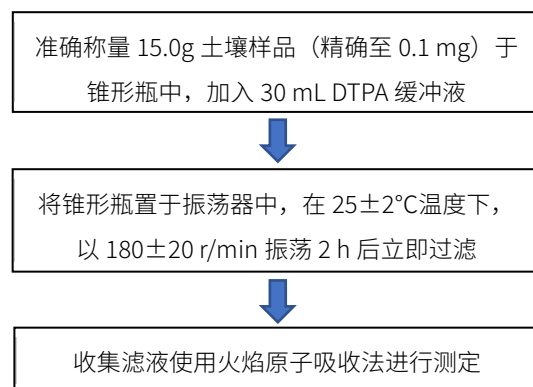 准确称量 15.0g 土壤样品（精确至 0.1 mg）于
锥形瓶中，加入 30 mL DTPA 缓冲液
将锥形瓶置于振荡器中，在 25±2℃温度下，
以 180±20 r/min 振荡 2 h 后立即过滤
收集滤液使用火焰原子吸收法进行测定